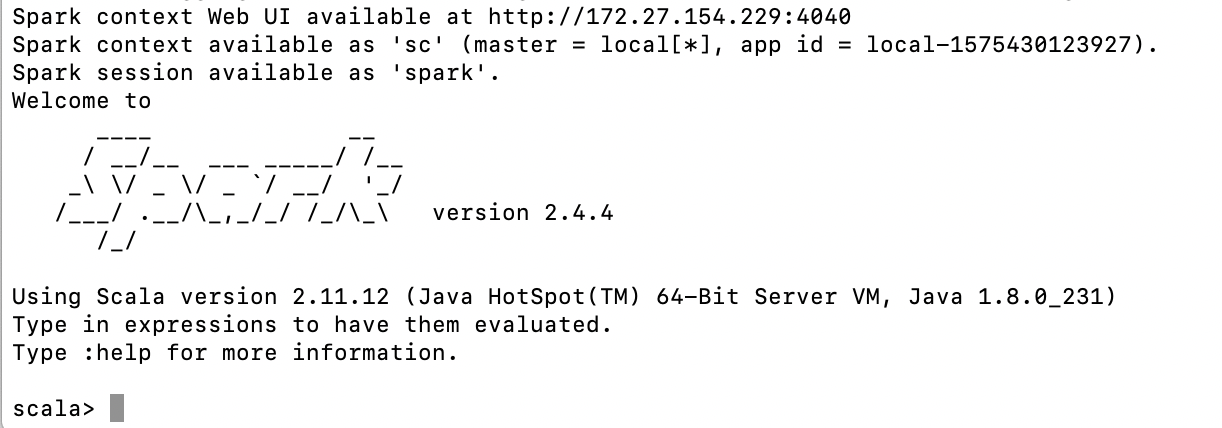 Spark context Web UI available at http://172.27.154.229:4040
Spark context available as 'sc' (master = local[*], app id = local-1575430123927).
Spark session available as 'spark'.
Welcome to
      ____              __
     / __/__  ___ _____/ /__
    _\ \/ _ \/ _ `/ __/  '_/
   /___/ .__/\_,_/_/ /_/\_\   version 2.4.4
      /_/
Using Scala version 2.11.12 (Java HotSpot(TM) 64-Bit Server VM, Java 1.8.0_231)
Type in expressions to have them evaluated.
Type :help for more information.
scala>